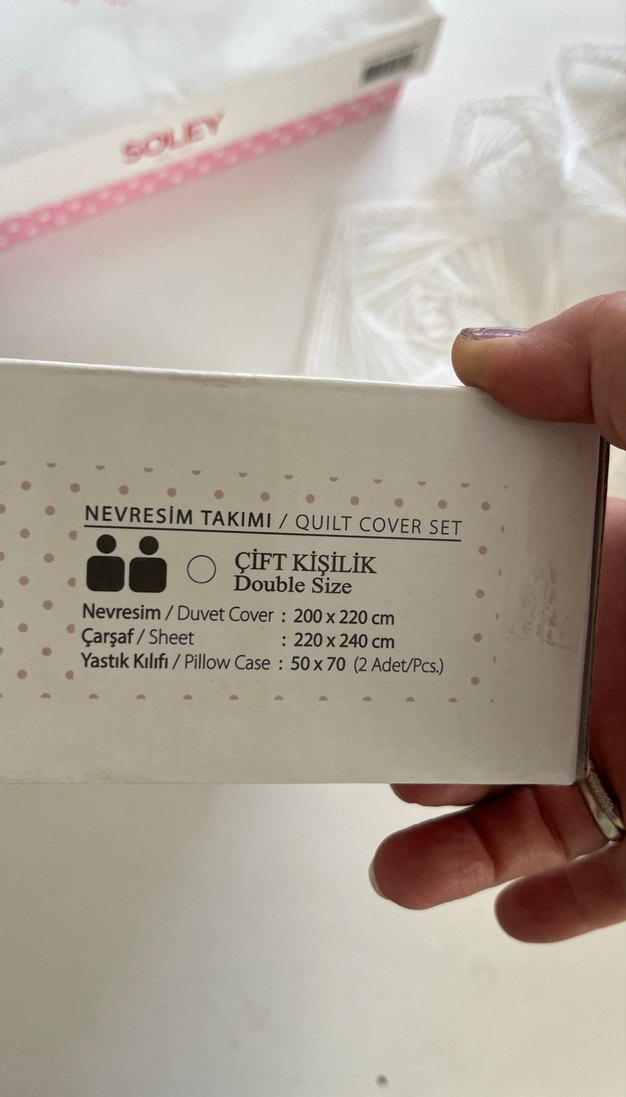 SOLEY
NEVRESİM TAKIMI / QUILT COVER SET
ÇİFT KİŞİLİK
Double Size
Nevresim / Duvet Cover : 200 x 220 cm
Çarşaf / Sheet : 220 x 240 cm
Yastık Kılıfı / Pillow Case : 50 x 70 (2 Adet/Pcs.)